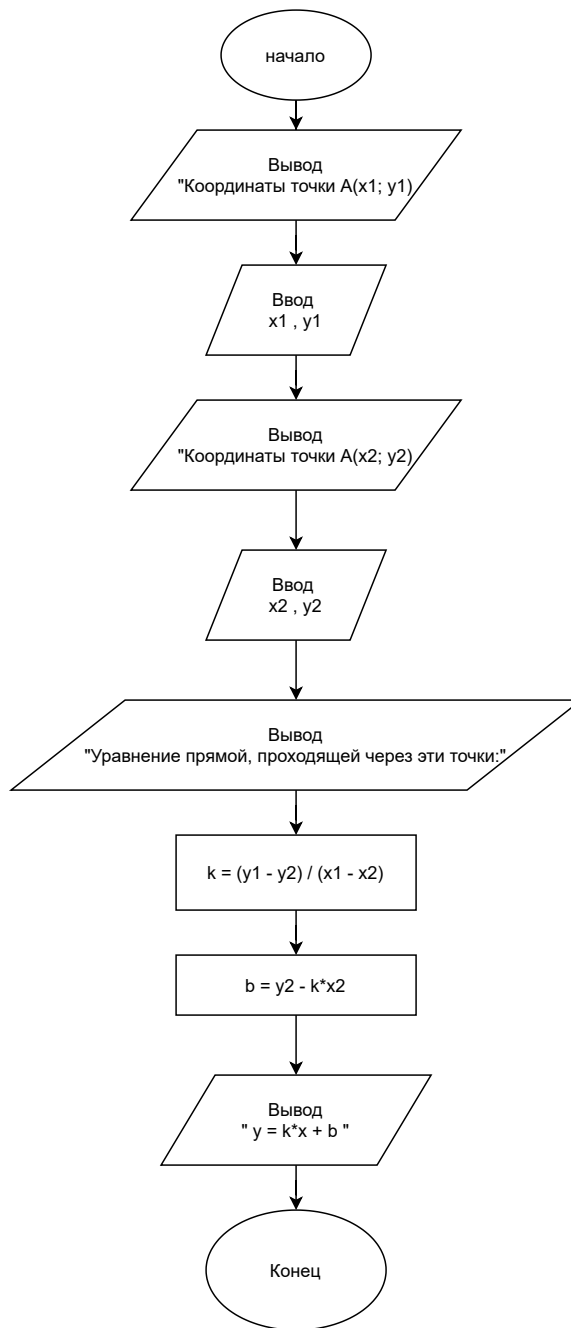 начало
Вывод
"Координаты точки A(x1; y1)
Ввод
x1 , y1
Вывод
"Координаты точки A(x2; y2)
Ввод
x2 , y2
Вывод
"Уравнение прямой, проходящей через эти точки:"
k = (y1 - y2) / (x1 - x2)
b = y2 - k*x2
Вывод
" y = k*x + b "
Конец